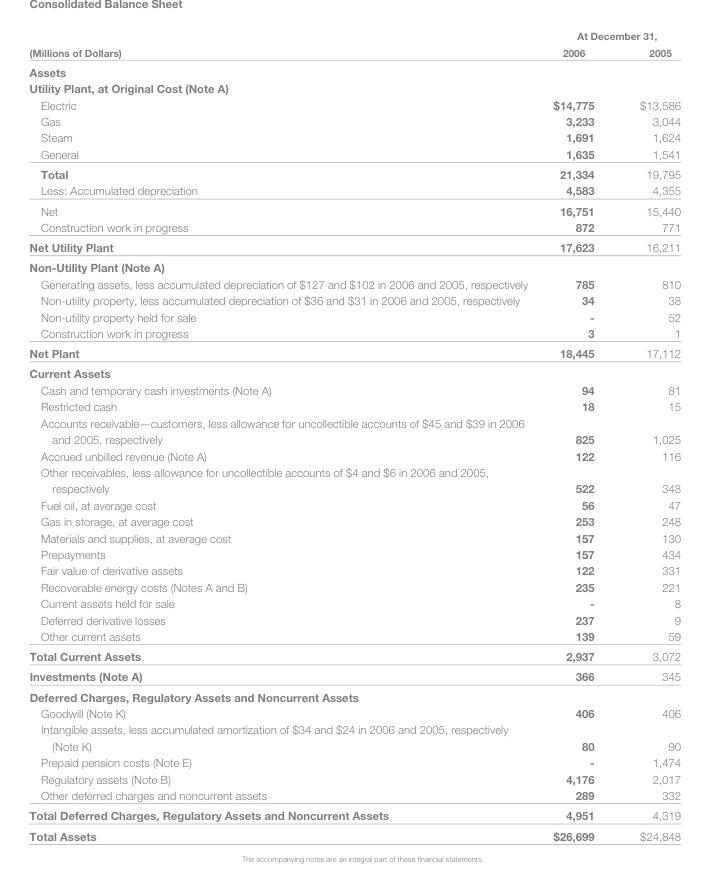 Consolidated Balance Sheet
At December 31,
(Millions of Dollars) 2006 2005
Assets
Utility Plant, at Original Cost (Note A)
Electric $14,775 $13,586
Gas 3,233 3,044
Steam 1,691 1,624
General 1,635 1,541
Total 21,334 19,795
Less: Accumulated depreciation 4,583 4,355
Net 16,751 15,440
Construction work in progress 872 771
Net Utility Plant 17,623 16,211
Non-Utility Plant (Note A)
Generating assets, less accumulated depreciation of $127 and $102 in 2006 and 2005, respectively 785 810
Non-utility property, less accumulated depreciation of $36 and $31 in 2006 and 2005, respectively 34 38
Non-utility property held for sale - 52
Construction work in progress 3 1
Net Plant 18,445 17,112
Current Assets
Cash and temporary cash investments (Note A) 94 81
Restricted cash 18 15
Accounts receivable—customers, less allowance for uncollectible accounts of $45 and $39 in 2006
and 2005, respectively 825 1,025
Accrued unbilled revenue (Note A) 122 116
Other receivables, less allowance for uncollectible accounts of $4 and $6 in 2006 and 2005,
respectively 522 348
Fuel oil, at average cost 56 47
Gas in storage, at average cost 253 248
Materials and supplies, at average cost 157 130
Prepayments 157 434
Fair value of derivative assets 122 331
Recoverable energy costs (Notes A and B) 235 221
Current assets held for sale - 8
Deferred derivative losses 237 9
Other current assets 139 59
Total Current Assets 2,937 3,072
Investments (Note A) 366 345
Deferred Charges, Regulatory Assets and Noncurrent Assets
Goodwill (Note K) 406 406
Intangible assets, less accumulated amortization of $34 and $24 in 2006 and 2005, respectively
(Note K) 80 90
Prepaid pension costs (Note E) - 1,474
Regulatory assets (Note B) 4,176 2,017
Other deferred charges and noncurrent assets 289 332
Total Deferred Charges, Regulatory Assets and Noncurrent Assets 4,951 4,319
Total Assets $26,699 $24,848
The accompanying notes are an integral part of these financial statements.